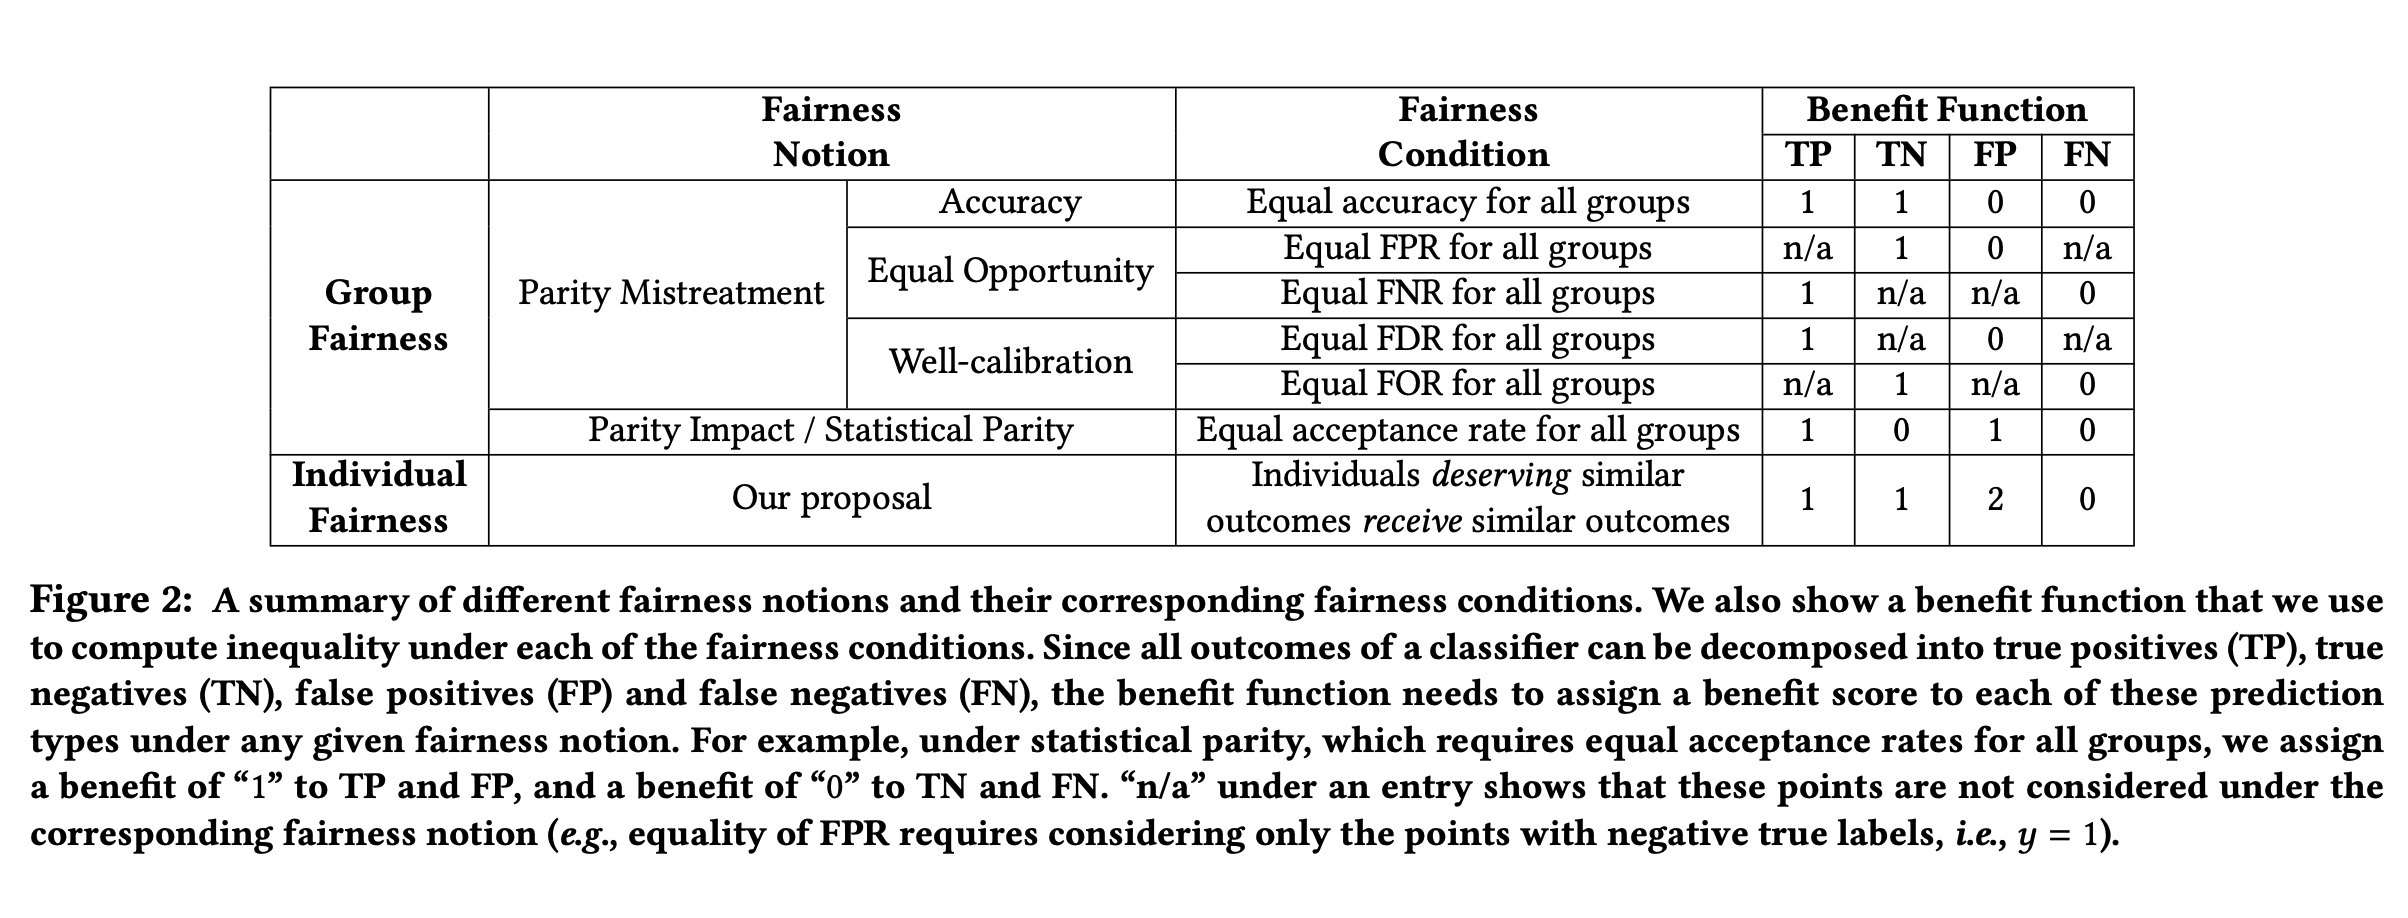 Fairness Notion
Fairness Condition
Benefit Function
TP TN FP FN
Group Fairness
Parity Mistreatment
Accuracy
Equal accuracy for all groups 1 1 0 0
Equal Opportunity
Equal FPR for all groups n/a 1 0 n/a
Equal FNR for all groups 1 n/a n/a 0
Well-calibration
Equal FDR for all groups 1 n/a 0 n/a
Equal FOR for all groups n/a 1 n/a 0
Parity Impact / Statistical Parity
Equal acceptance rate for all groups 1 0 1 0
Individual Fairness
Our proposal
Individuals deserving similar
outcomes receive similar outcomes
1 1 2 0
Figure 2: A summary of different fairness notions and their corresponding fairness conditions. We also show a benefit function that we use
to compute inequality under each of the fairness conditions. Since all outcomes of a classifier can be decomposed into true positives (TP), true
negatives (TN), false positives (FP) and false negatives (FN), the benefit function needs to assign a benefit score to each of these prediction
types under any given fairness notion. For example, under statistical parity, which requires equal acceptance rates for all groups, we assign
a benefit of “1” to TP and FP, and a benefit of “0” to TN and FN. “n/a” under an entry shows that these points are not considered under the
corresponding fairness notion (e.g., equality of FPR requires considering only the points with negative true labels, i.e., y = 1).